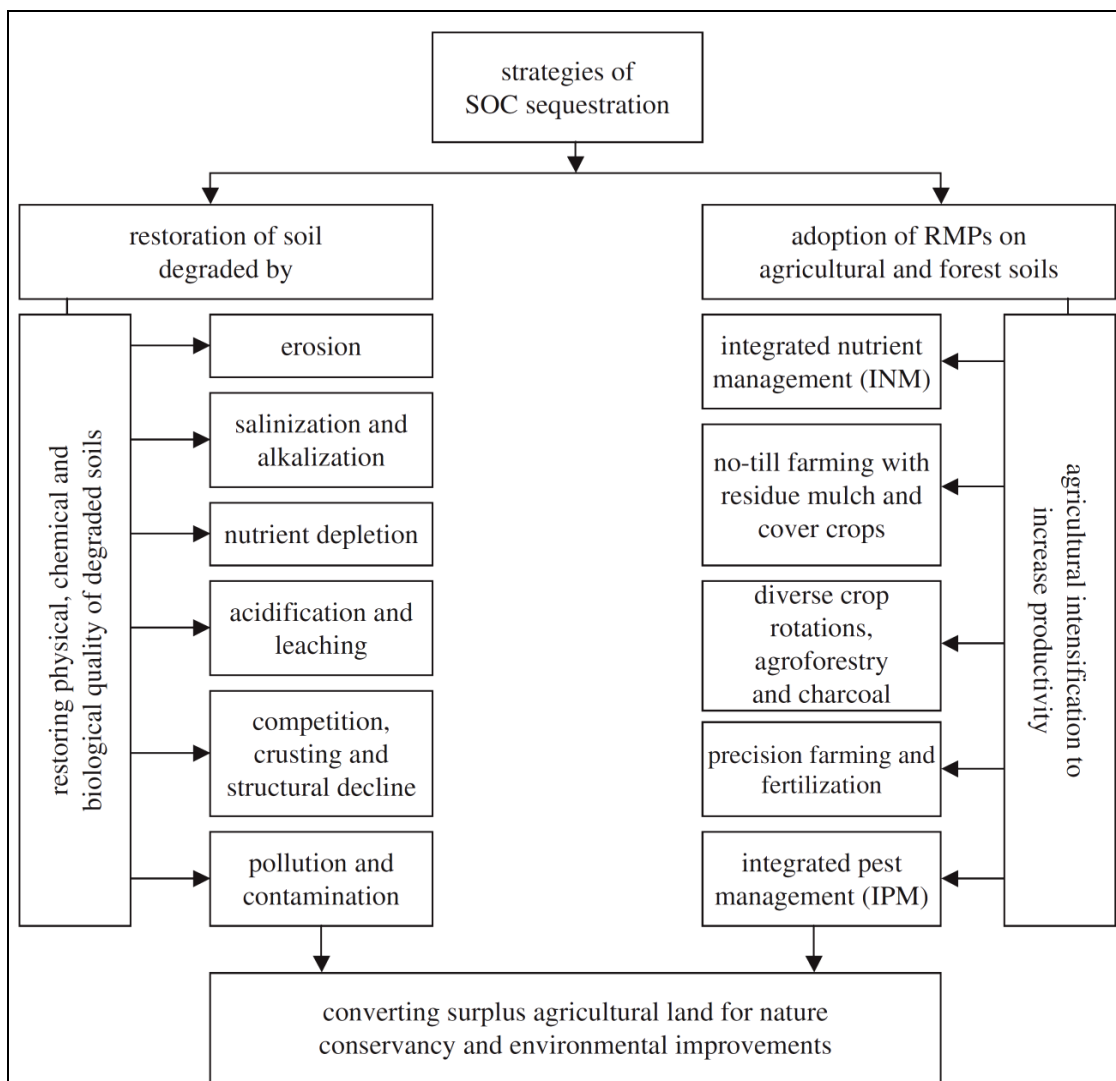 strategies of
SOC sequestration
restoration of soil
degraded by
adoption of RMPs on
agricultural and forest soils
restoring physical, chemical and
biological quality of degraded soils
erosion
salinization and
alkalization
nutrient depletion
acidification and
leaching
competition,
crusting and
structural decline
pollution and
contamination
integrated nutrient
management (INM)
no-till farming with
residue mulch and
cover crops
diverse crop
rotations,
agroforestry
and charcoal
precision farming and
fertilization
integrated pest
management (IPM)
agricultural intensification to
increase productivity
converting surplus agricultural land for nature
conservancy and environmental improvements